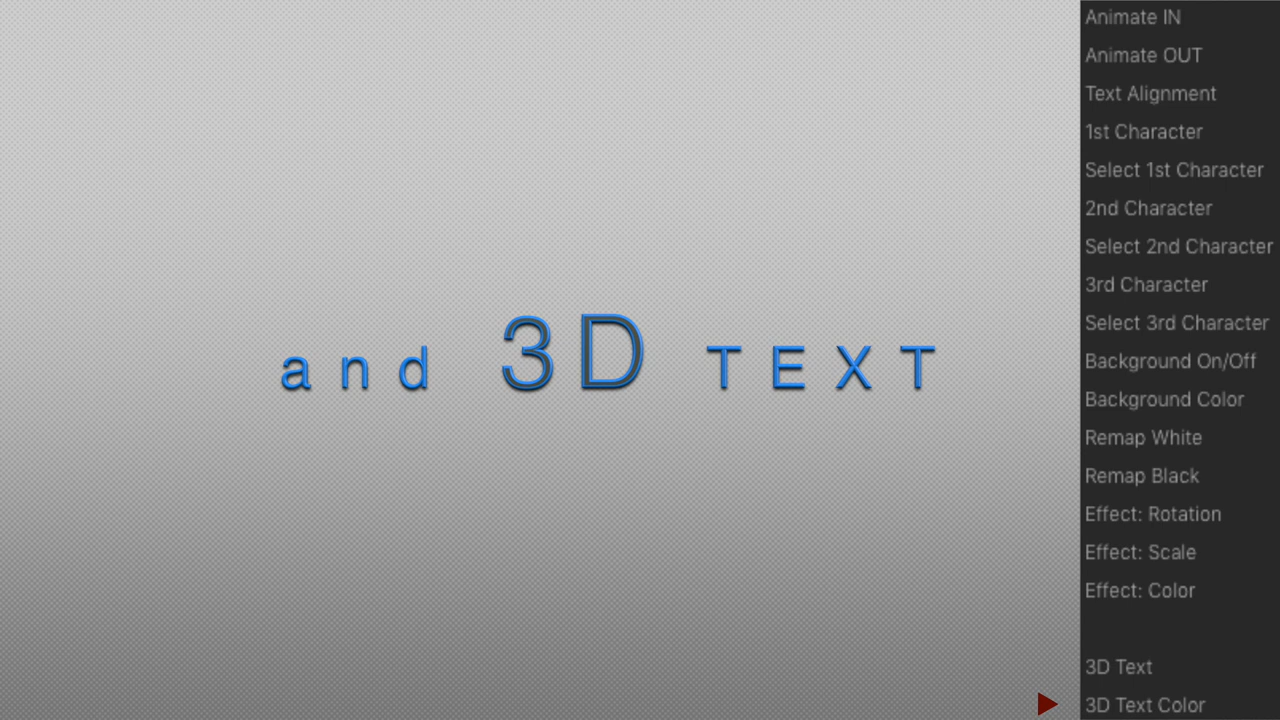 and 3D TEXT
Animate IN
Animate OUT
Text Alignment
1st Character
Select 1st Character
2nd Character
Select 2nd Character
3rd Character
Select 3rd Character
Background On/Off
Background Color
Remap White
Remap Black
Effect: Rotation
Effect: Scale
Effect: Color
3D Text
3D Text Color